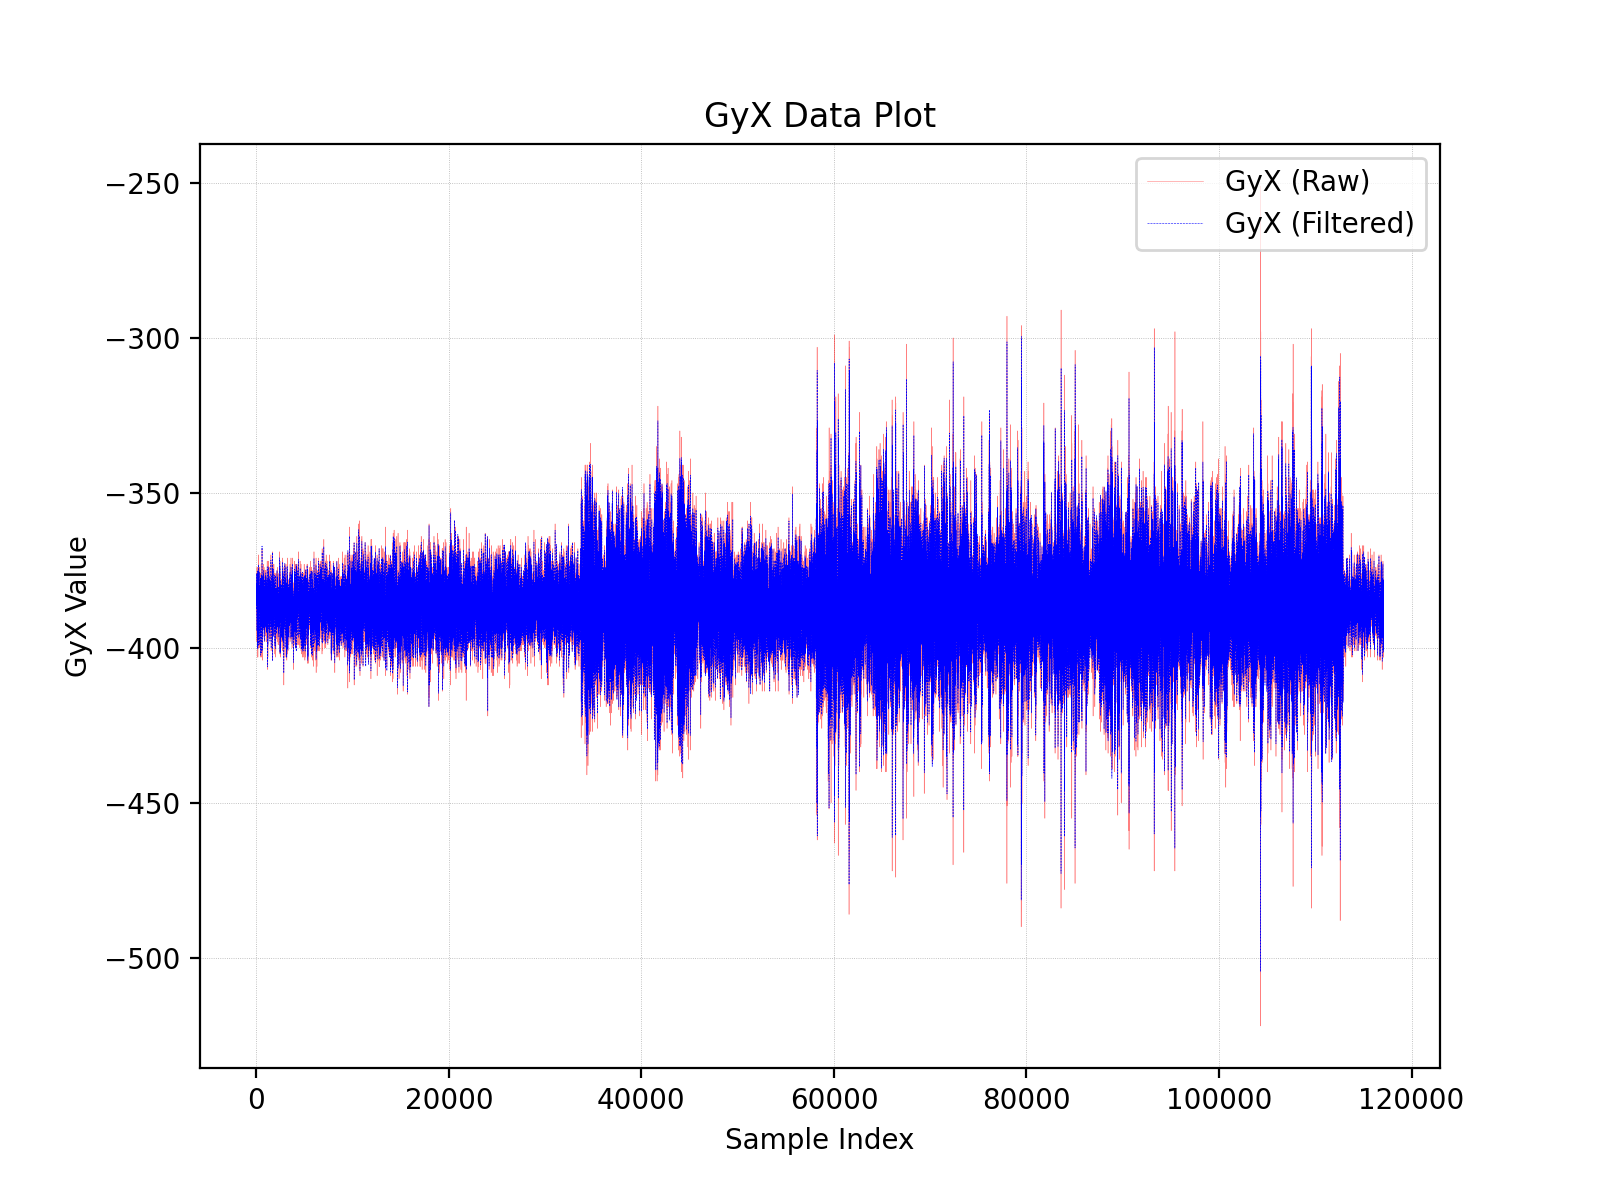 GyX Data Plot
GyX (Raw)
GyX (Filtered)
GyX Value
−250
−300
−350
−400
−450
−500
0 20000 40000 60000 80000 100000 120000
Sample Index